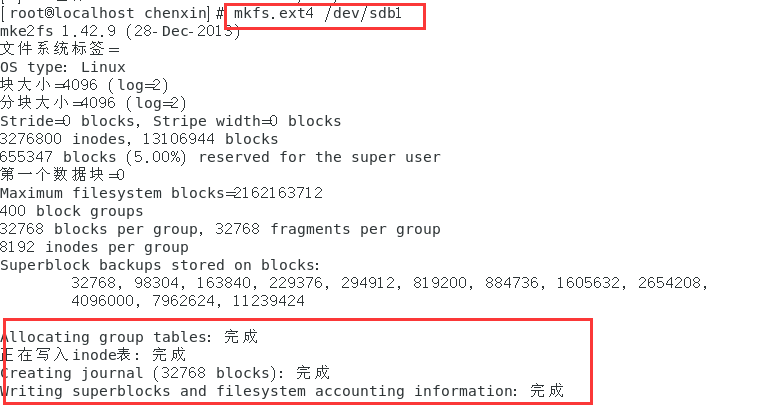 [root@localhost chenxin]# mkfs.ext4 /dev/sdb1
mke2fs 1.42.9 (28-Dec-2013)
文件系统标签=
OS type: Linux
块大小=4096 (log=2)
分块大小=4096 (log=2)
Stride=0 blocks, Stripe width=0 blocks
3276800 inodes, 13106944 blocks
655347 blocks (5.00%) reserved for the super user
第一个数据块=0
Maximum filesystem blocks=2162163712
400 block groups
32768 blocks per group, 32768 fragments per group
8192 inodes per group
Superblock backups stored on blocks:
32768, 98304, 163840, 229376, 294912, 819200, 884736, 1605632, 2654208,
4096000, 7962624, 11239424
Allocating group tables: 完成
正在写入inode表: 完成
Creating journal (32768 blocks): 完成
Writing superblocks and filesystem accounting information: 完成